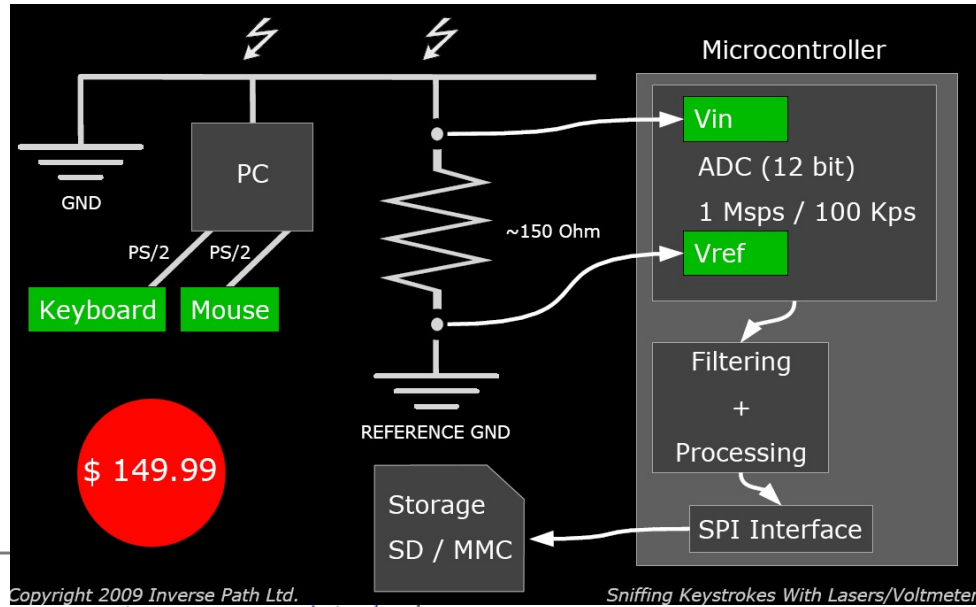 Microcontroller
Vin
ADC (12 bit)
1 Msps / 100 Kps
Vref
PC
GND
~150 Ohm
PS/2 PS/2
Keyboard Mouse
Filtering
+
Processing
REFERENCE GND
$ 149.99
Storage
SD / MMC
SPI Interface
Copyright 2009 Inverse Path Ltd.
Sniffing Keystrokes With Lasers/Voltmeter